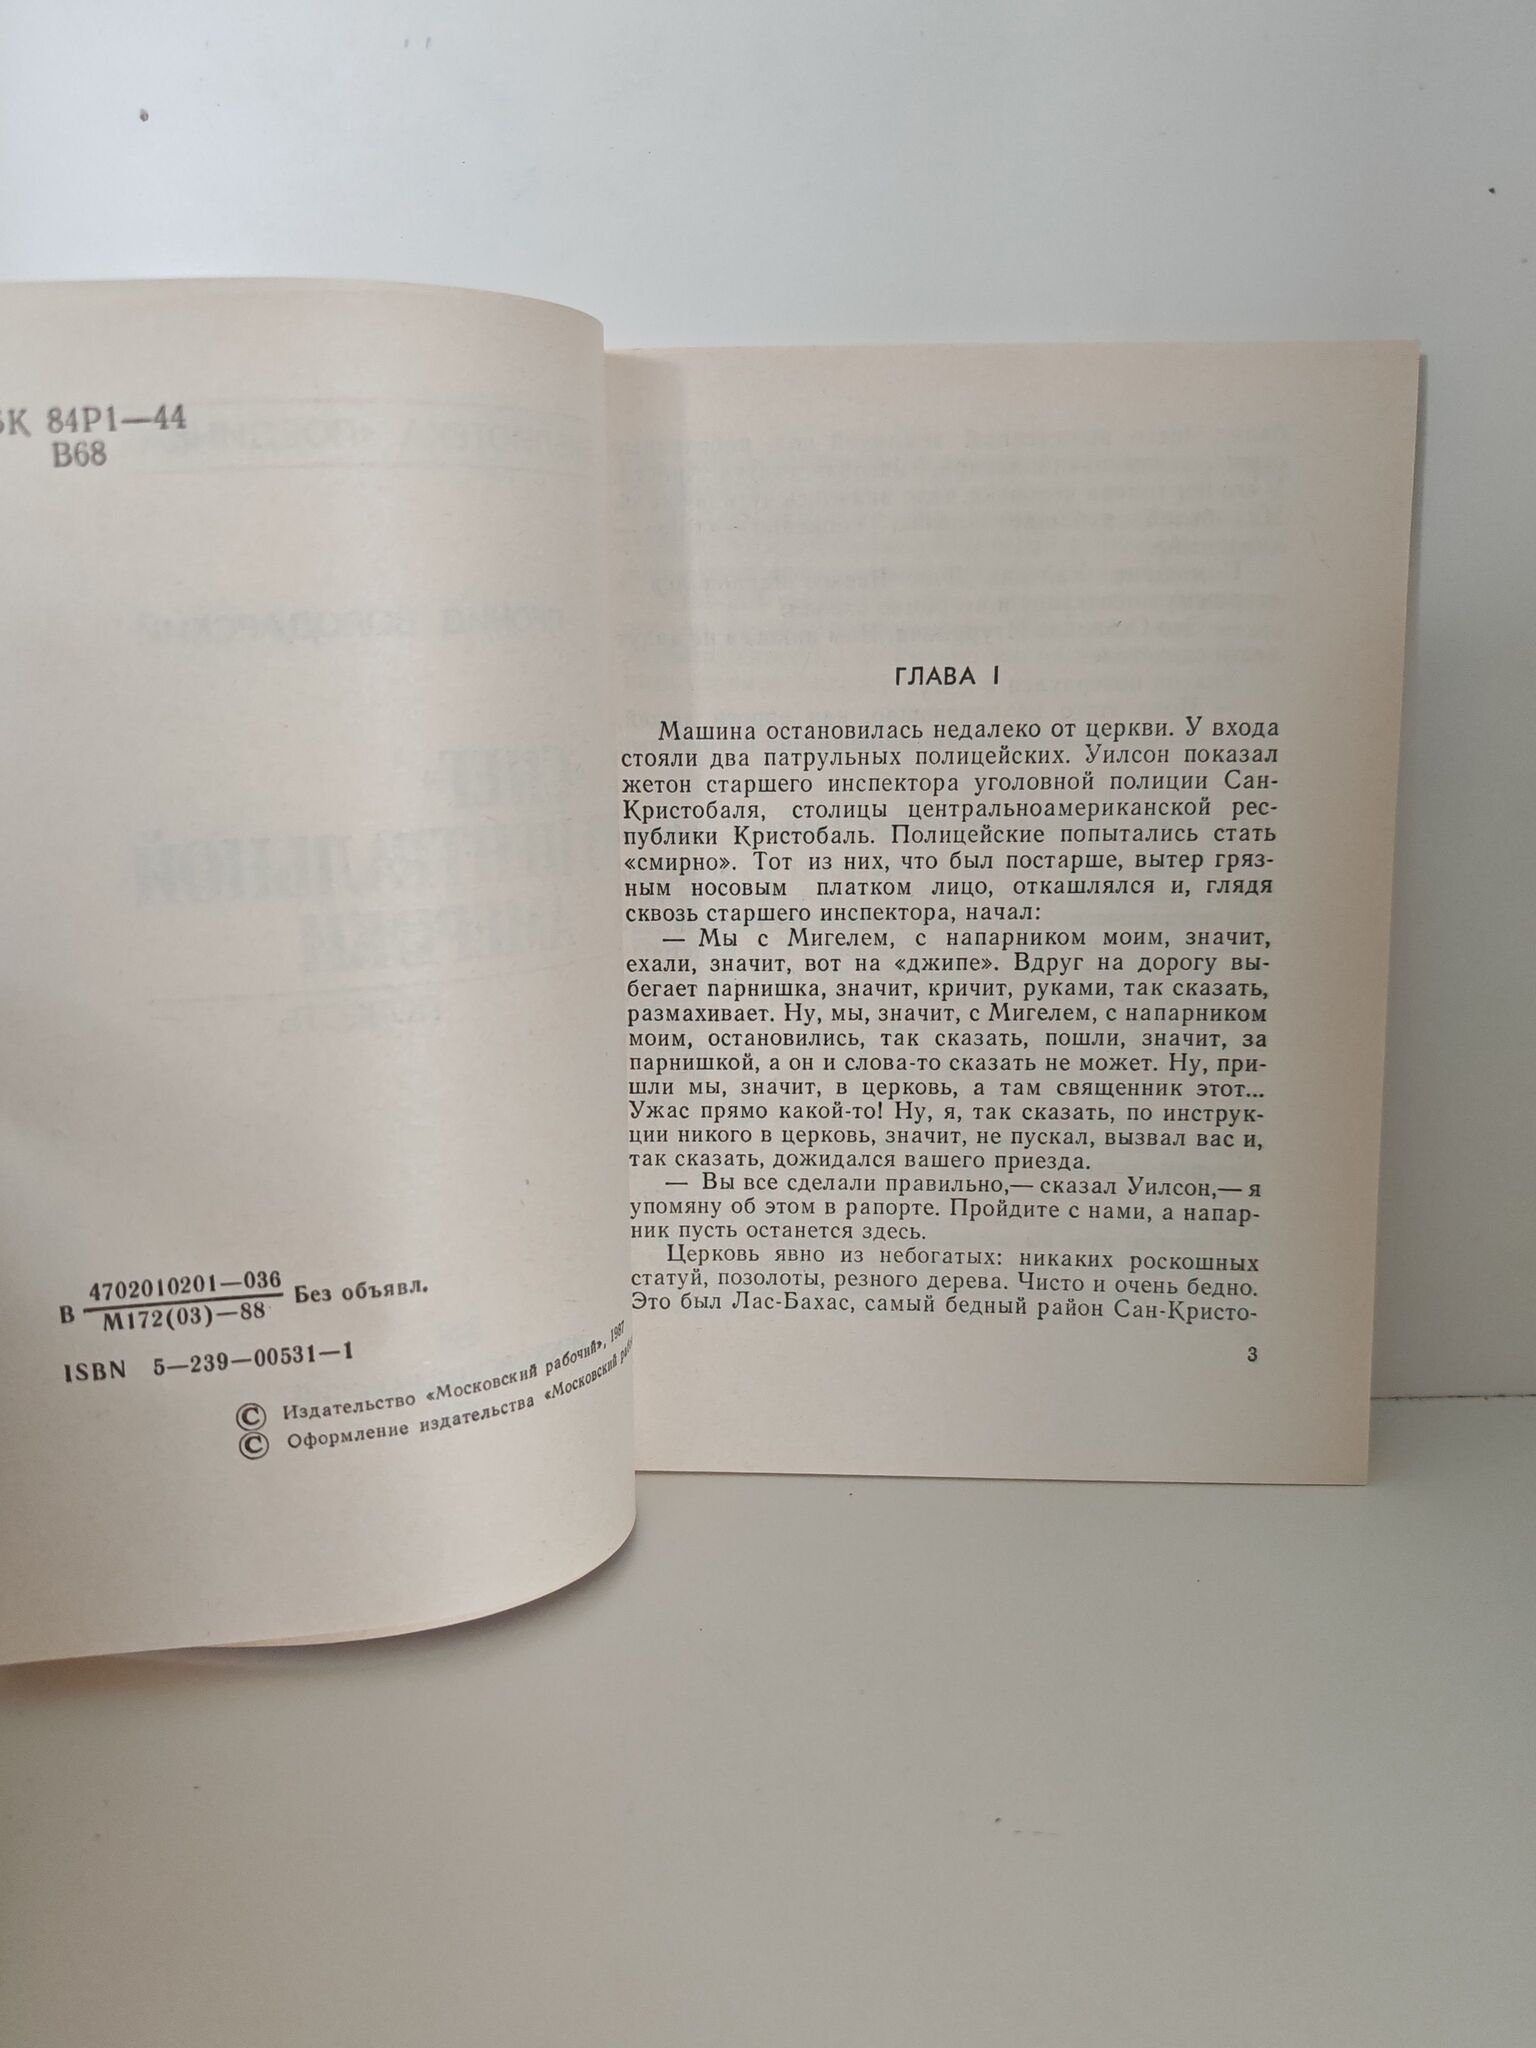 БК 84Р1—44
В68
В 4702010201—036 Без объявл.
М172(03)—88
ISBN 5—239—00531—1
© Издательство «Московский рабочий», 1987
© Оформление издательства «Московский
ГЛАВА I
Машина остановилась недалеко от церкви. У входа
стояли два патрульных полицейских. Уилсон показал
жетон старшего инспектора уголовной полиции Сан-
Кристобаля, столицы центральноамериканской рес-
публики Кристобаль. Полицейские попытались стать
«смирно». Тот из них, что был постарше, вытер гряз-
ным носовым платком лицо, откашлялся и, глядя
сквозь старшего инспектора, начал:
— Мы с Мигелем, с напарником моим, значит,
ехали, значит, вот на «джипе». Вдруг на дорогу вы-
бегает парнишка, значит, кричит, руками, так сказать,
размахивает. Ну, мы, значит, с Мигелем, с напарником
моим, остановились, так сказать, пошли, значит, за
парнишкой, а он и слова-то сказать не может. Ну, при-
шли мы, значит, в церковь, а там священник этот...
Ужас прямо какой-то! Ну, я, так сказать, по инструк-
ции никого в церковь, значит, не пускал, вызвал вас и,
так сказать, дожидался вашего приезда.
— Вы все сделали правильно,— сказал Уилсон,— я
упомяну об этом в рапорте. Пройдите с нами, а напар-
ник пусть останется здесь.
Церковь явно из небогатых: никаких роскошных
статуй, позолоты, резного дерева. Чисто и очень бедно.
Это был Лас-Бахас, самый бедный район Сан-Кристо-
3